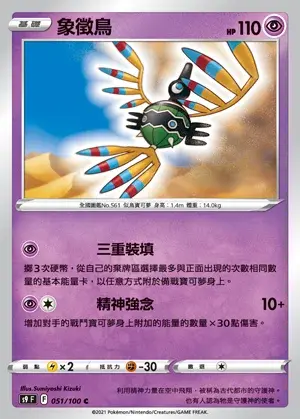 基礎 象徵鳥 HP 110
全國圖鑑No.561 似鳥寶可夢 身高：1.4m 體重：14.0kg
三重裝填
擲3次硬幣，從自己的棄牌區選擇最多與正面出現的次數相同數
量的基本能量卡，以任意方式附於備戰寶可夢身上。
精神強念 10+
增加對手的戰鬥寶可夢身上附加的能量的數量×30點傷害。
弱點 ×2 抵抗力 -30 撤退
Illus. Sumiyoshi Kizuki
s9 F F 051/100 C
利用精神力量在空中飛翔。被稱為古代都市的守護神，
也有人認為牠是守護神的使者。
©2021 Pokémon/Nintendo/Creatures/GAME FREAK.